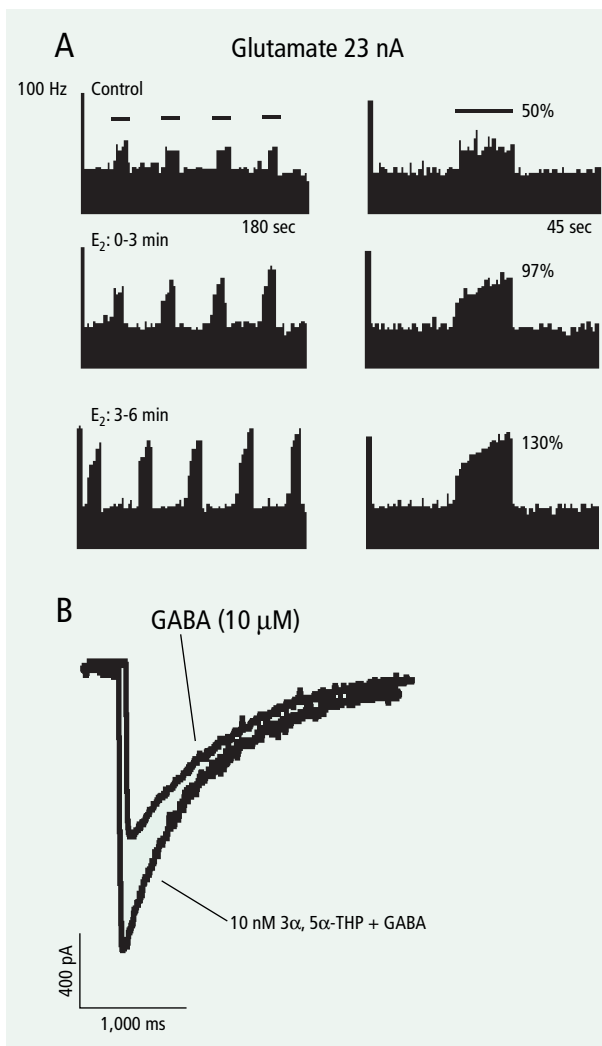 A
Glutamate 23 nA
100 Hz
Control
50%
180 sec
45 sec
E₂: 0-3 min
97%
E₂: 3-6 min
130%
B
GABA (10 μM)
10 nM 3α, 5α-THP + GABA
400 pA
1,000 ms